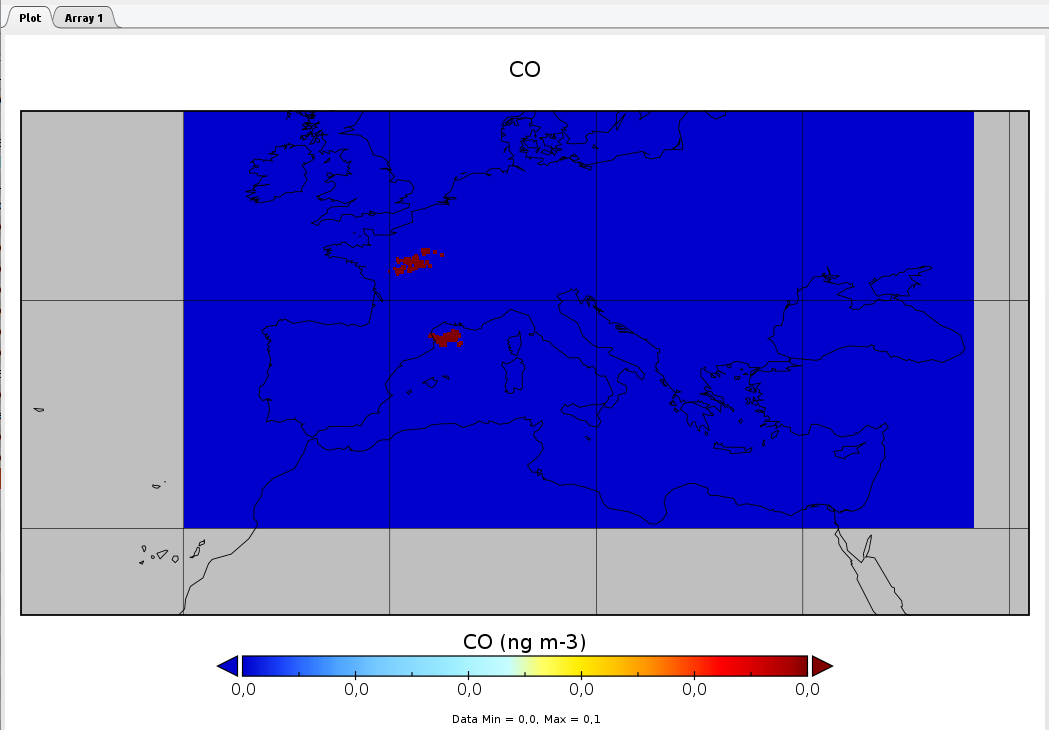 Plot Array 1
CO
CO (ng m-3)
0,0 0,0 0,0 0,0 0,0 0,0
Data Min = 0,0, Max = 0,1